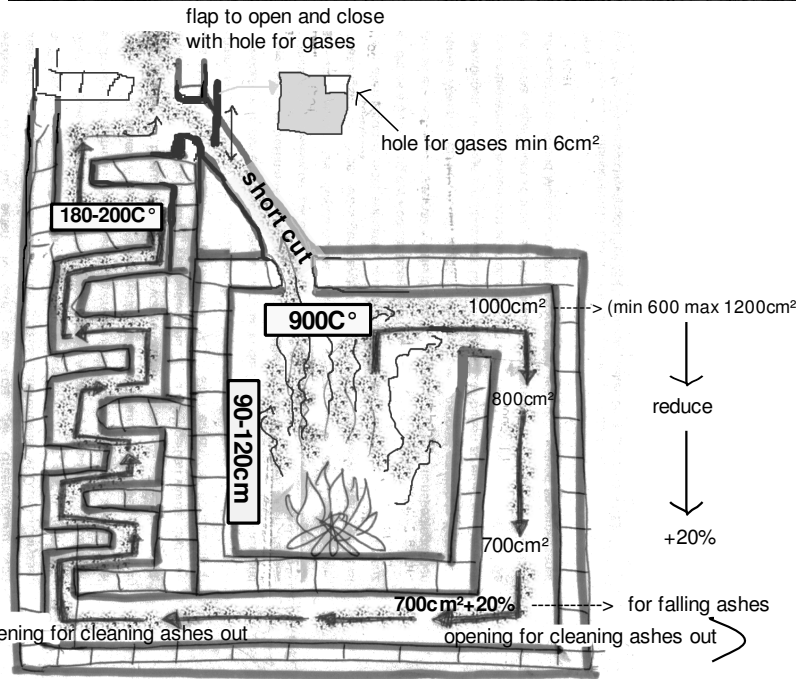 flap to open and close
with hole for gases
hole for gases min 6cm²
short cut
180-200C°
900C°
1000cm²
(min 600 max 1200cm²
90-120cm
800cm²
reduce
700cm²
+20%
700cm²+20%
for falling ashes
ening for cleaning ashes out
opening for cleaning ashes out